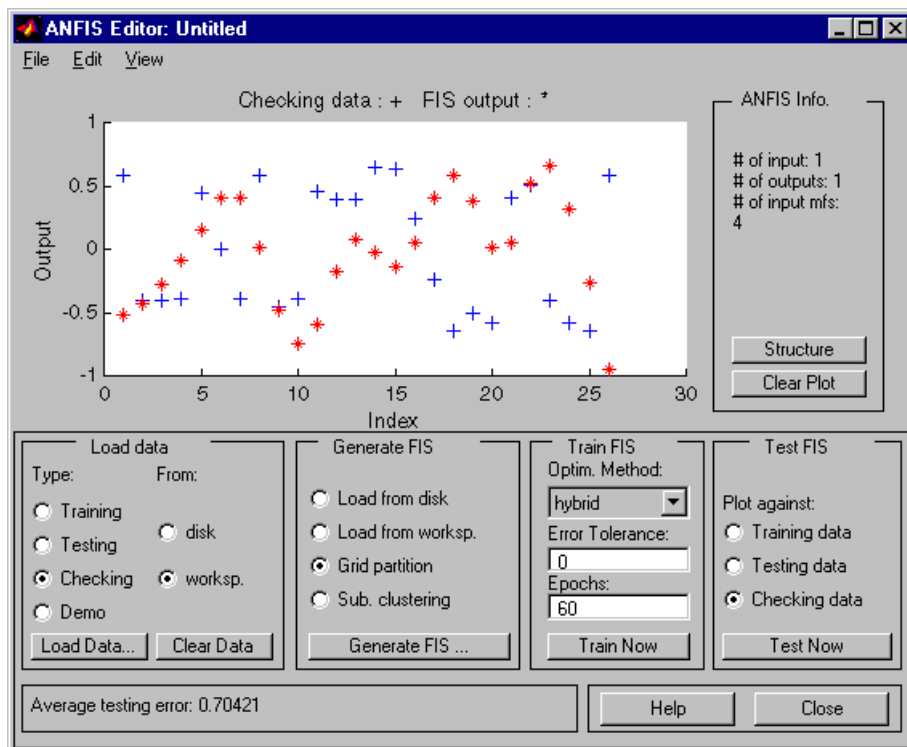 ANFIS Editor: Untitled
File Edit View
Checking data : + FIS output : *
1
0.5
0
-0.5
-1
Output
0 5 10 15 20 25 30
Index
ANFIS Info.
# of input: 1
# of outputs: 1
# of input mfs:
4
Structure
Clear Plot
Load data
Type: From:
Training
disk
Testing
Checking
worksp.
Demo
Load Data... Clear Data
Generate FIS
Load from disk
Load from worksp.
Grid partition
Sub. clustering
Generate FIS ...
Train FIS
Optim. Method:
hybrid
Error Tolerance:
0
Epochs:
60
Train Now
Test FIS
Plot against:
Training data
Testing data
Checking data
Test Now
Average testing error: 0.70421
Help Close